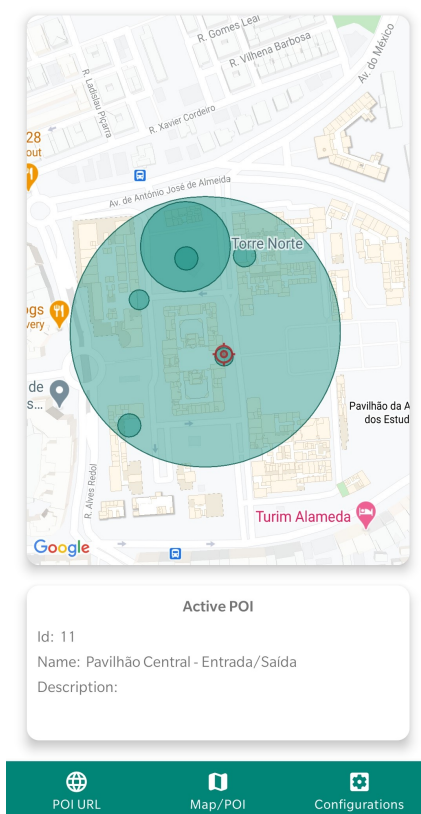 R. Gomes Leal
R. Vilhena Barbosa
Av. do México
R. Ladislau Piçarra
R. Xavier Cordeiro
28
out
Av. de António José de Almeida
Torre Norte
gs
very
de
s...
Pavilhão da A
dos Estud
R. Alves Redol
Turim Alameda
Google
Active POI
Id: 11
Name: Pavilhão Central - Entrada/Saída
Description:
POI URL
Map/POI
Configurations